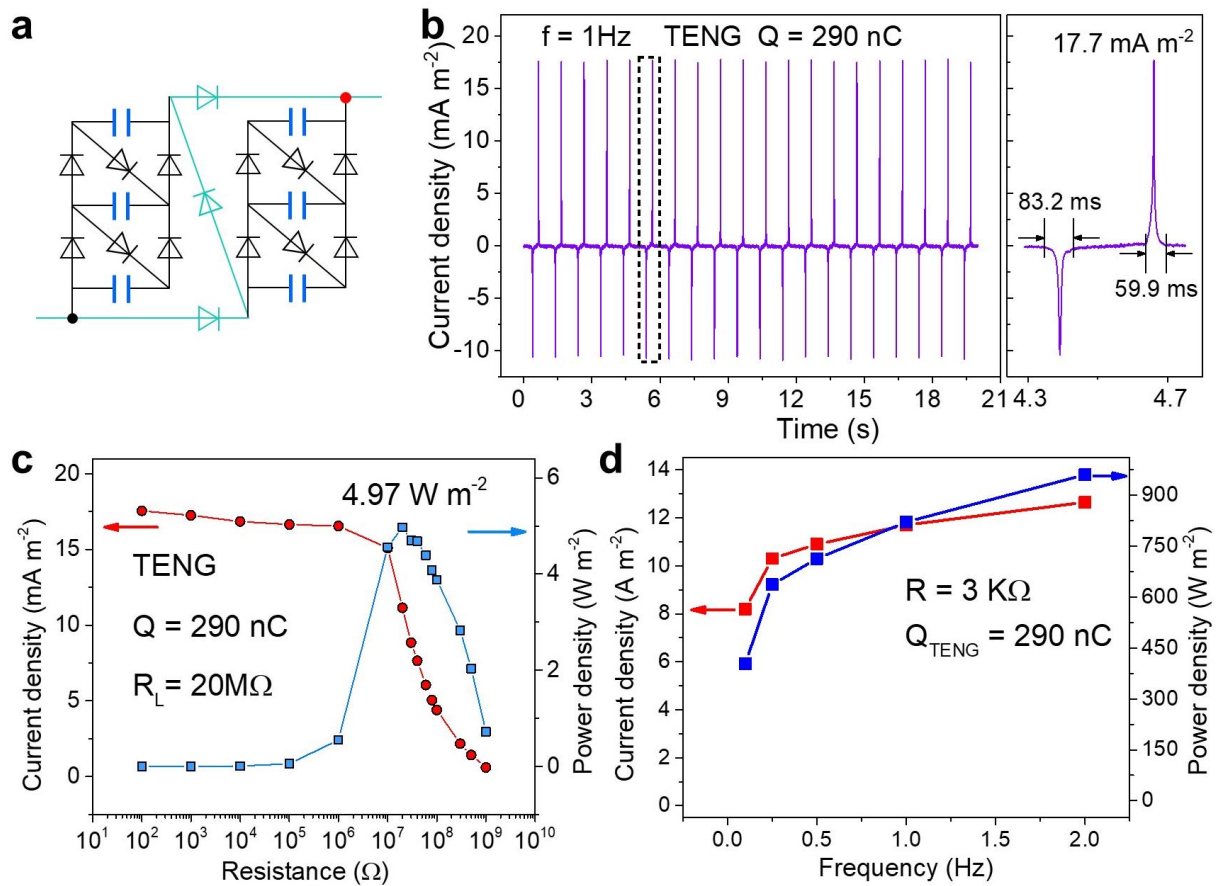 a
b
f = 1Hz TENG Q = 290 nC
17.7 mA m⁻²
83.2 ms
59.9 ms
Current density (mA m⁻²)
20
15
10
5
0
-5
-10
0 3 6 9 12 15 18 21
4.3 4.7
Time (s)
c
4.97 W m⁻²
TENG
Q = 290 nC
R_L = 20MΩ
Current density (mA m⁻²)
20
15
10
5
0
Power density (W m⁻²)
6
4
2
0
10¹ 10² 10³ 10⁴ 10⁵ 10⁶ 10⁷ 10⁸ 10⁹ 10¹⁰
Resistance (Ω)
d
R = 3 KΩ
Q_TENG = 290 nC
Current density (A m⁻²)
14
12
10
8
6
4
2
0
Power density (W m⁻²)
900
750
600
450
300
150
0
0.0 0.5 1.0 1.5 2.0
Frequency (Hz)